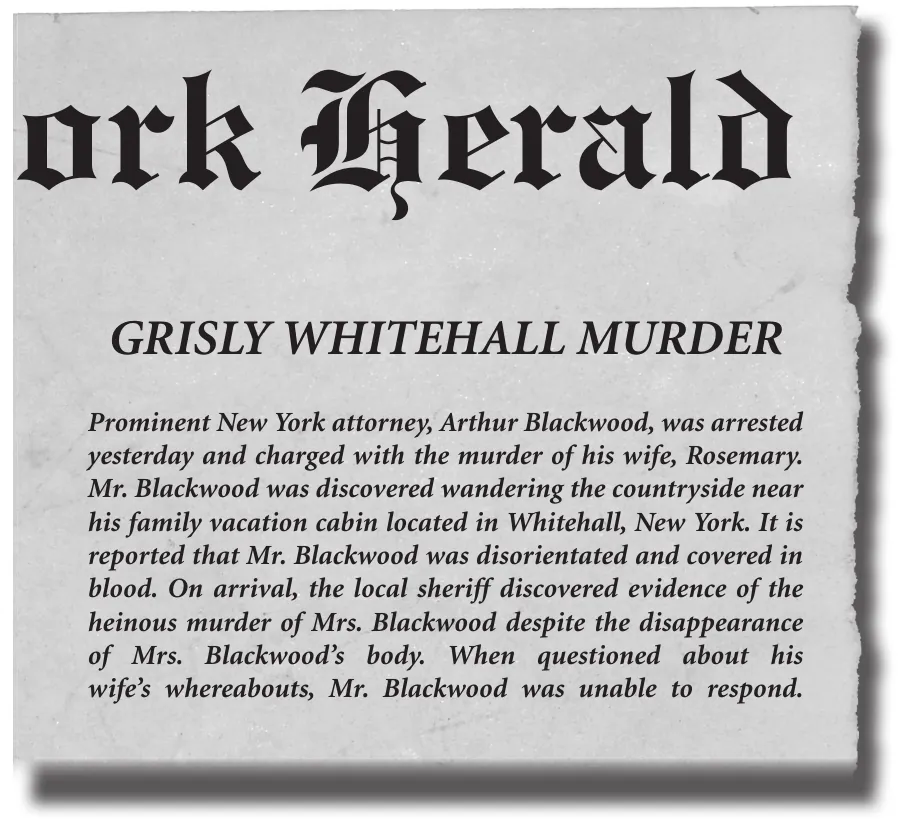 ork Herald
GRISLY WHITEHALL MURDER
Prominent New York attorney, Arthur Blackwood, was arrested
yesterday and charged with the murder of his wife, Rosemary.
Mr. Blackwood was discovered wandering the countryside near
his family vacation cabin located in Whitehall, New York. It is
reported that Mr. Blackwood was disorientated and covered in
blood. On arrival, the local sheriff discovered evidence of the
heinous murder of Mrs. Blackwood despite the disappearance
of Mrs. Blackwood’s body. When questioned about his
wife’s whereabouts, Mr. Blackwood was unable to respond.